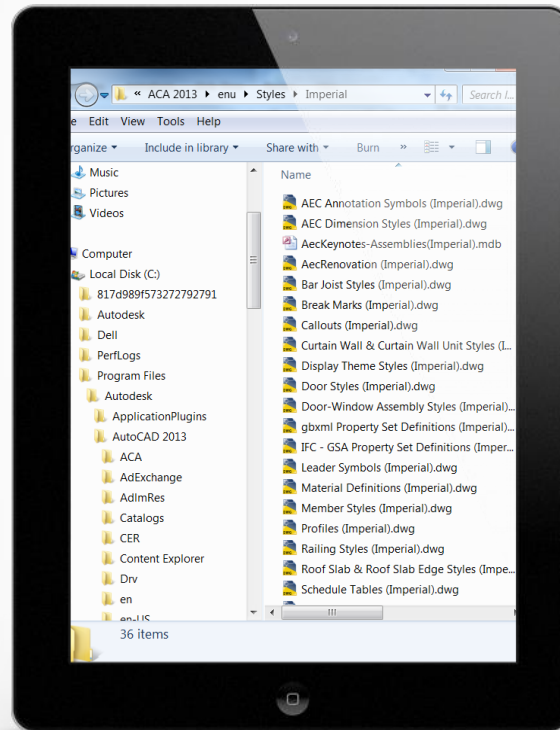 « ACA 2013 ▸ enu ▸ Styles ▸ Imperial
Search I...
e Edit View Tools Help
rganize Include in library Share with Burn »
Music
Pictures
Videos
Computer
Local Disk (C:)
817d989f573272792791
Autodesk
Dell
PerfLogs
Program Files
Autodesk
ApplicationPlugins
AutoCAD 2013
ACA
AdExchange
AdlmRes
Catalogs
CER
Content Explorer
Drv
en
en-US
Name
AEC Annotation Symbols (Imperial).dwg
AEC Dimension Styles (Imperial).dwg
AecKeynotes-Assemblies(Imperial).mdb
AecRenovation (Imperial).dwg
Bar Joist Styles (Imperial).dwg
Break Marks (Imperial).dwg
Callouts (Imperial).dwg
Curtain Wall & Curtain Wall Unit Styles (I...
Display Theme Styles (Imperial).dwg
Door Styles (Imperial).dwg
Door-Window Assembly Styles (Imperial)...
gbxml Property Set Definitions (Imperial)...
IFC - GSA Property Set Definitions (Imper...
Leader Symbols (Imperial).dwg
Material Definitions (Imperial).dwg
Member Styles (Imperial).dwg
Profiles (Imperial).dwg
Railing Styles (Imperial).dwg
Roof Slab & Roof Slab Edge Styles (Impe...
Schedule Tables (Imperial).dwg
36 items